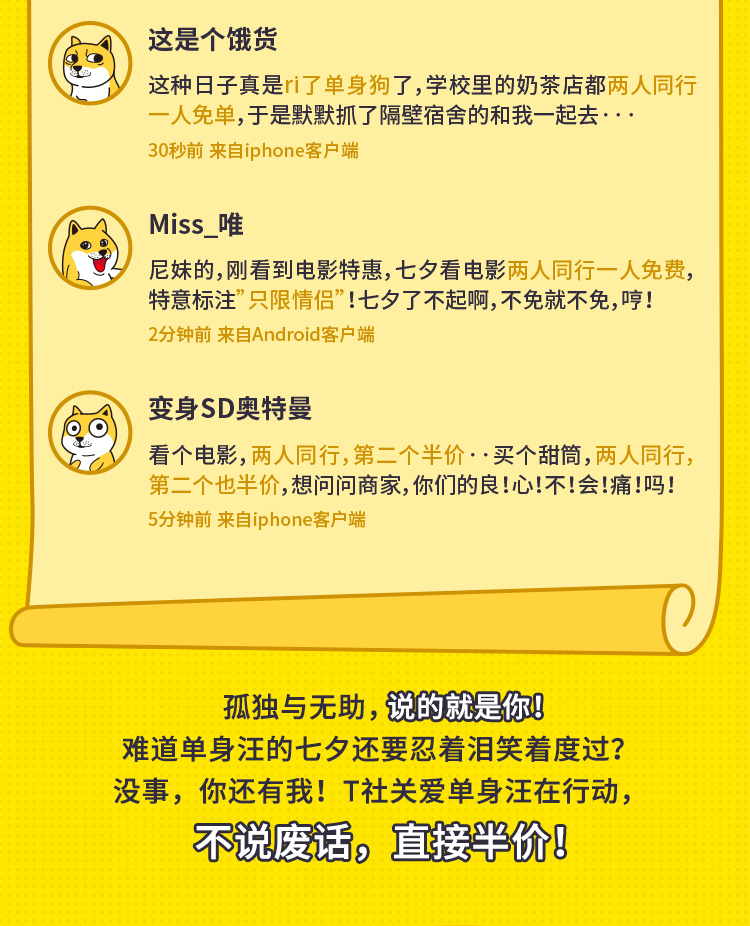 这是个饿货
这种日子真是ri了单身狗了,学校里的奶茶店都两人同行
一人免单,于是默默抓了隔壁宿舍的和我一起去···
30秒前 来自iphone客户端
Miss_唯
尼妹的,刚看到电影特惠,七夕看电影两人同行一人免费,
特意标注”只限情侣”!七夕了不起啊,不免就不免,哼!
2分钟前 来自Android客户端
变身SD奥特曼
看个电影,两人同行,第二个半价··买个甜筒,两人同行,
第二个也半价,想问问商家,你们的良!心!不!会!痛!吗!
5分钟前 来自iphone客户端
孤独与无助,说的就是你!
难道单身汪的七夕还要忍着泪笑着度过?
没事，你还有我！T社关爱单身汪在行动，
不说废话，直接半价!